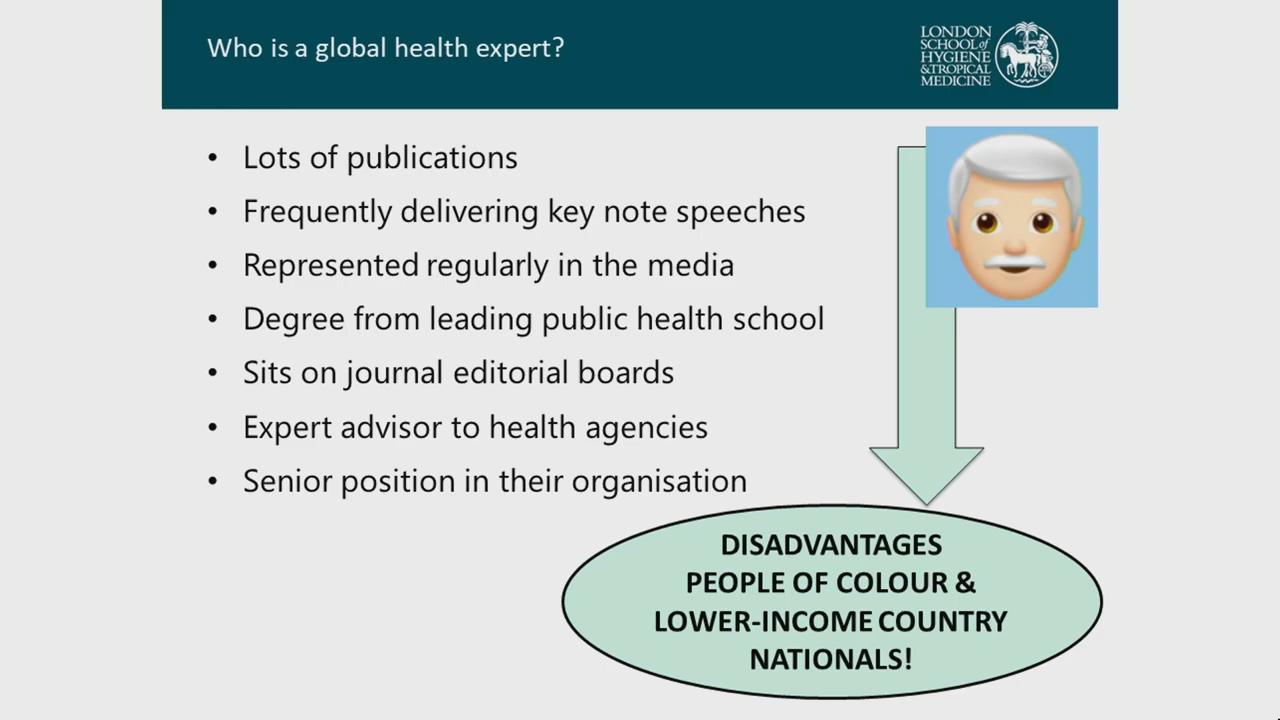 Who is a global health expert?
LONDON
SCHOOL of
HYGIENE
& TROPICAL
MEDICINE
• Lots of publications
• Frequently delivering key note speeches
• Represented regularly in the media
• Degree from leading public health school
• Sits on journal editorial boards
• Expert advisor to health agencies
• Senior position in their organisation
DISADVANTAGES
PEOPLE OF COLOUR &
LOWER-INCOME COUNTRY
NATIONALS!